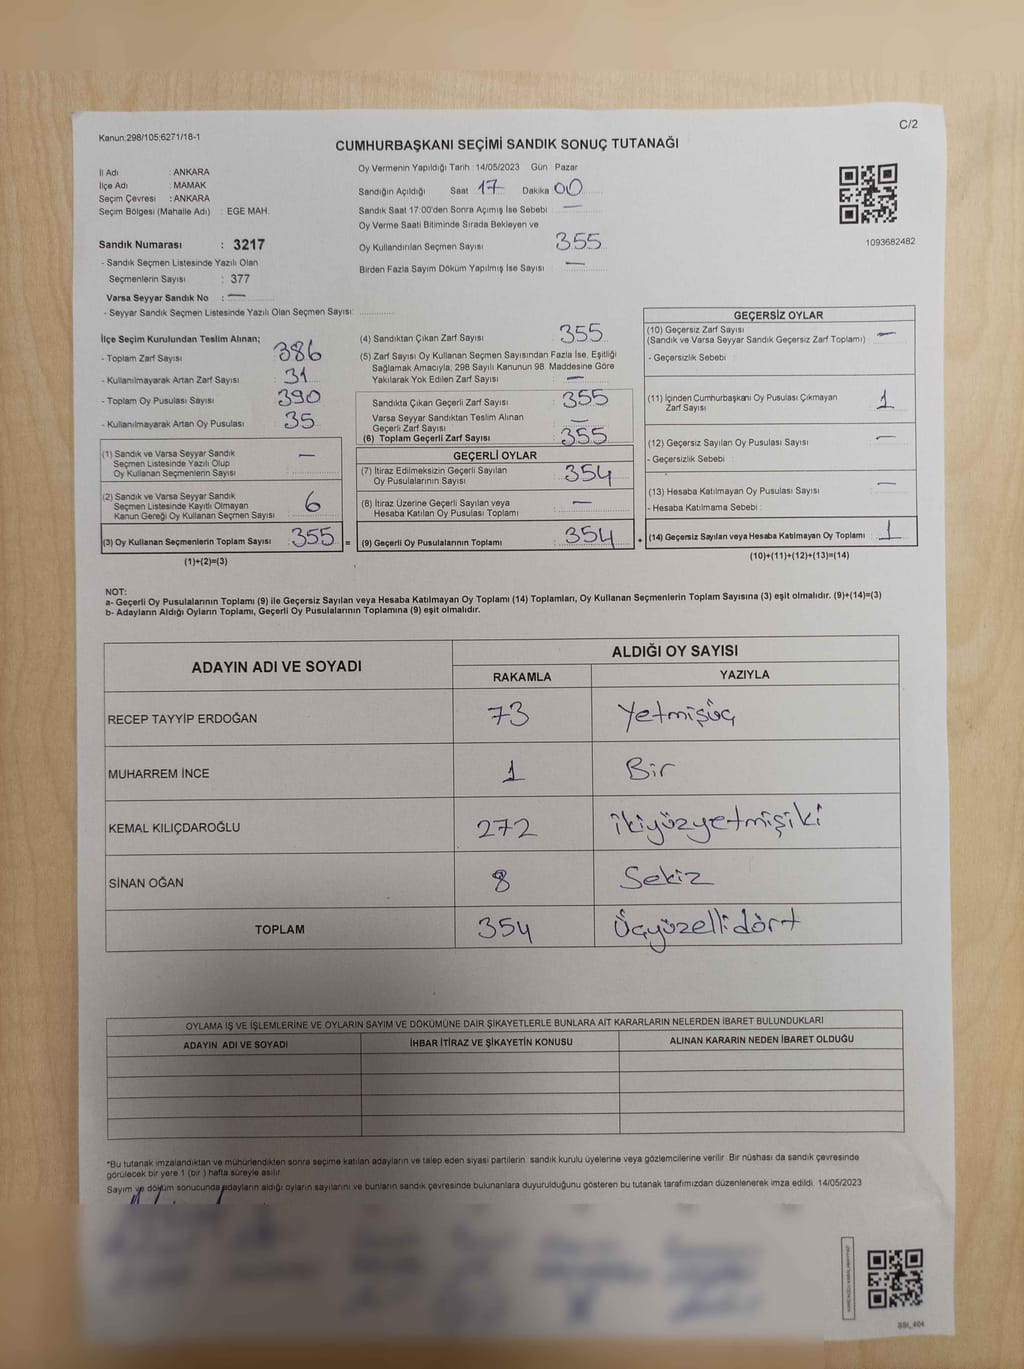 C/2
Kanun:298/105;6271/18-1
CUMHURBAŞKANI SEÇİMİ SANDIK SONUÇ TUTANAĞI
İl Adı : ANKARA
İlçe Adı : MAMAK
Seçim Çevresi : ANKARA
Seçim Bölgesi (Mahalle Adı) : EGE MAH.
Sandık Numarası : 3217
- Sandık Seçmen Listesinde Yazılı Olan
Seçmenlerin Sayısı : 377
Varsa Seyyar Sandık No : —
- Seyyar Sandık Seçmen Listesinde Yazılı Olan Seçmen Sayısı:
Oy Vermenin Yapıldığı Tarih : 14/05/2023 Gün : Pazar
Sandığın Açıldığı Saat : 17 Dakika 00
Sandık Saat 17:00'den Sonra Açımış İse Sebebi : —
Oy Verme Saati Bitiminde Sırada Bekleyen ve
Oy Kullandırılan Seçmen Sayısı : 355
Birden Fazla Sayım Döküm Yapılmış İse Sayısı : —
1093682482
İlçe Seçim Kurulundan Teslim Alınan;
- Toplam Zarf Sayısı : 386
- Kullanılmayarak Artan Zarf Sayısı : 31
- Toplam Oy Pusulası Sayısı : 390
- Kullanılmayarak Artan Oy Pusulası : 35
(1) Sandık ve Varsa Seyyar Sandık
Seçmen Listesinde Yazılı Olup
Oy Kullanan Seçmenlerin Sayısı : —
(2) Sandık ve Varsa Seyyar Sandık
Seçmen Listesinde Kayıtlı Olmayan
Kanun Gereği Oy Kullanan Seçmen Sayısı : 6
(3) Oy Kullanan Seçmenlerin Toplam Sayısı : 355 =
(1)+(2)=(3)
(4) Sandıktan Çıkan Zarf Sayısı : 355
(5) Zarf Sayısı Oy Kullanan Seçmen Sayısından Fazla İse, Eşitliği
Sağlamak Amacıyla, 298 Sayılı Kanunun 98. Maddesine Göre
Yakılarak Yok Edilen Zarf Sayısı : —
Sandıkta Çıkan Geçerli Zarf Sayısı : 355
Varsa Seyyar Sandıktan Teslim Alınan
Geçerli Zarf Sayısı : —
(6) Toplam Geçerli Zarf Sayısı : 355
GEÇERLİ OYLAR
(7) İtiraz Edilmeksizin Geçerli Sayılan
Oy Pusulalarının Sayısı : 354
(8) İtiraz Üzerine Geçerli Sayılan veya
Hesaba Katılan Oy Pusulası Toplamı : —
(9) Geçerli Oy Pusulalarının Toplamı : 354 +
GEÇERSİZ OYLAR
(10) Geçersiz Zarf Sayısı
(Sandık ve Varsa Seyyar Sandık Geçersiz Zarf Toplamı) : —
- Geçersizlik Sebebi :
(11) İçinden Cumhurbaşkanı Oy Pusulası Çıkmayan
Zarf Sayısı : 1
(12) Geçersiz Sayılan Oy Pusulası Sayısı : —
- Geçersizlik Sebebi :
(13) Hesaba Katılmayan Oy Pusulası Sayısı : —
- Hesaba Katılmama Sebebi :
(14) Geçersiz Sayılan veya Hesaba Katılmayan Oy Toplamı : 1
(10)+(11)+(12)+(13)=(14)
NOT:
a- Geçerli Oy Pusulalarının Toplamı (9) ile Geçersiz Sayılan veya Hesaba Katılmayan Oy Toplamı (14) Toplamları, Oy Kullanan Seçmenlerin Toplam Sayısına (3) eşit olmalıdır. (9)+(14)=(3)
b- Adayların Aldığı Oyların Toplamı, Geçerli Oy Pusulalarının Toplamına (9) eşit olmalıdır.
ADAYIN ADI VE SOYADI ALDIĞI OY SAYISI
RAKAMLA YAZIYLA
RECEP TAYYİP ERDOĞAN 73 Yetmişüç
MUHARREM İNCE 1 Bir
KEMAL KILIÇDAROĞLU 272 ikiyüzyetmişiki
SİNAN OĞAN 8 Sekiz
TOPLAM 354 Üçyüzellidört
OYLAMA İŞ VE İŞLEMLERİNE VE OYLARIN SAYIM VE DÖKÜMÜNE DAİR ŞİKAYETLERLE BUNLARA AİT KARARLARIN NELERDEN İBARET BULUNDUKLARI
ADAYIN ADI VE SOYADI İHBAR İTİRAZ VE ŞİKAYETİN KONUSU ALINAN KARARIN NEDEN İBARET OLDUĞU
*Bu tutanak imzalandıktan ve mühürlendikten sonra seçime katılan adayların ve talep eden siyasi partilerin sandık kurulu üyelerine veya gözlemcilerine verilir. Bir nüshası da sandık çevresinde
görülecek bir yere 1 (bir ) hafta süreyle asılır.
Sayım ve döküm sonucunda adayların aldığı oyların sayılarını ve bunların sandık çevresinde bulunanlara duyurulduğunu gösteren bu tutanak tarafımızdan düzenlenerek imza edildi. 14/05/2023